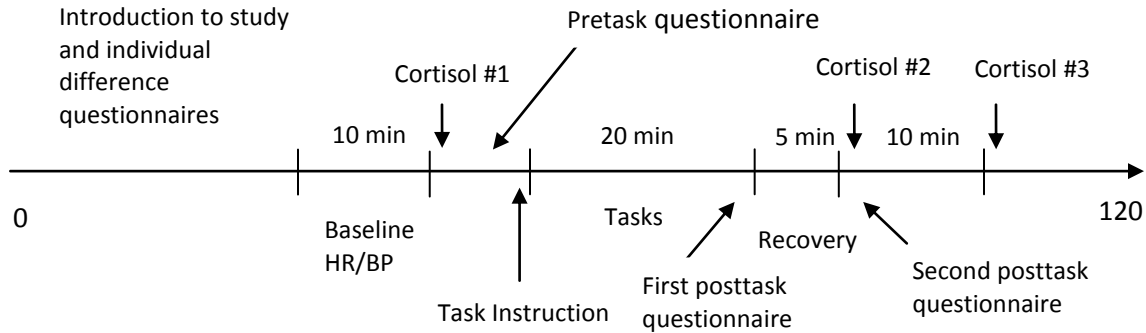 Introduction to study
and individual
difference
questionnaires
Pretask questionnaire
Cortisol #1
Cortisol #2
Cortisol #3
10 min
20 min
5 min
10 min
0
120
Baseline
HR/BP
Tasks
Recovery
Task Instruction
First posttask
questionnaire
Second posttask
questionnaire